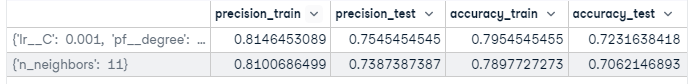 precision_train precision_test accuracy_train accuracy_test
{'lr__C': 0.001, 'pf__degree': ... 0.8146453089 0.7545454545 0.7954545455 0.7231638418
{'n_neighbors': 11} 0.8100686499 0.7387387387 0.7897727273 0.7062146893